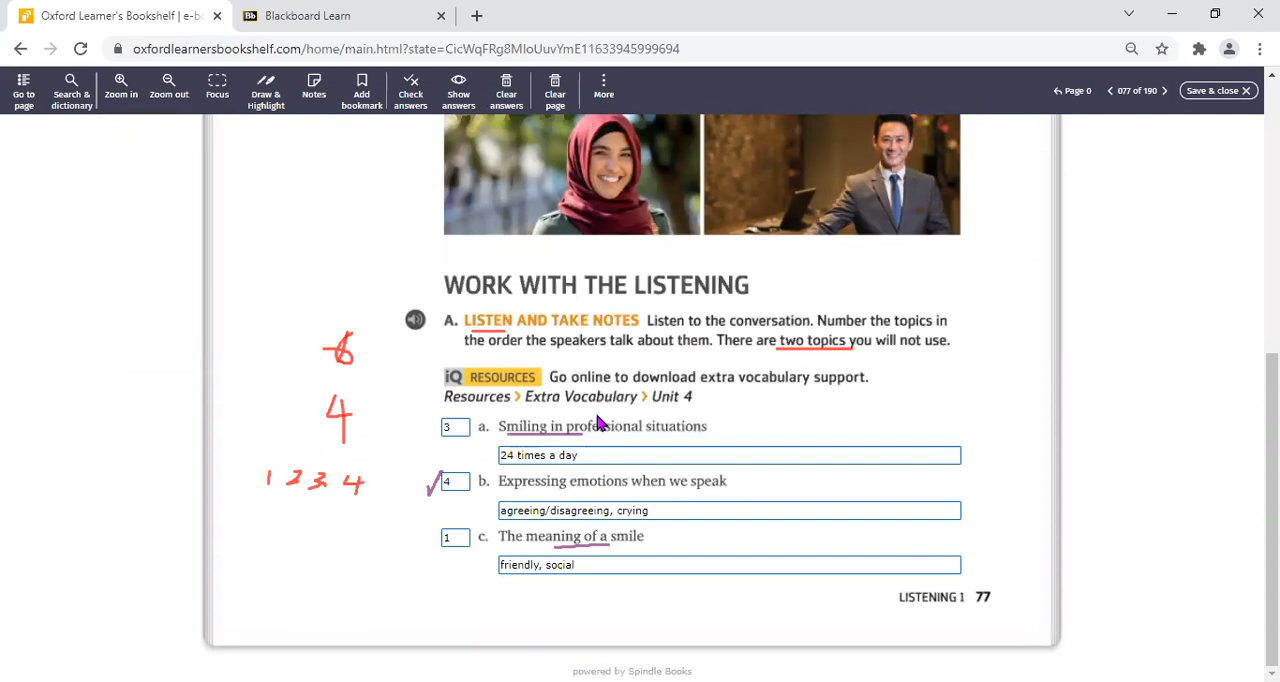 Oxford Learner's Bookshelf | e-bo
Blackboard Learn
oxfordlearnersbookshelf.com/home/main.html?state=CicWqFRg8MloUuvYmE11633945999694
Go to page
Search & dictionary
Zoom in
Zoom out
Focus
Draw & Highlight
Notes
Add bookmark
Check answers
Show answers
Clear answers
Clear page
More
Page 0
077 of 190
Save & close
WORK WITH THE LISTENING
A. LISTEN AND TAKE NOTES Listen to the conversation. Number the topics in
the order the speakers talk about them. There are two topics you will not use.
6
iQ RESOURCES Go online to download extra vocabulary support.
Resources > Extra Vocabulary > Unit 4
4
3 a. Smiling in professional situations
24 times a day
1 2 3 4
4 b. Expressing emotions when we speak
agreeing/disagreeing, crying
1 c. The meaning of a smile
friendly, social
LISTENING 1 77
powered by Spindle Books